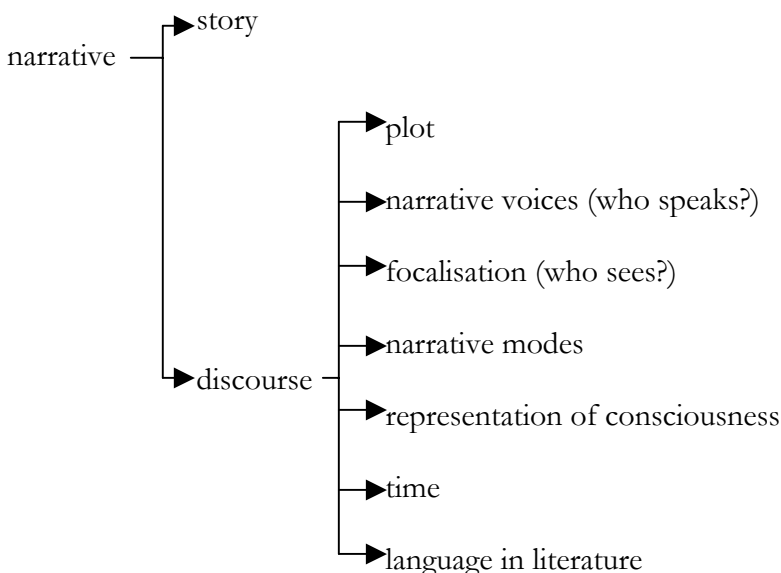 story
narrative
plot
narrative voices (who speaks?)
focalisation (who sees?)
narrative modes
discourse
representation of consciousness
time
language in literature